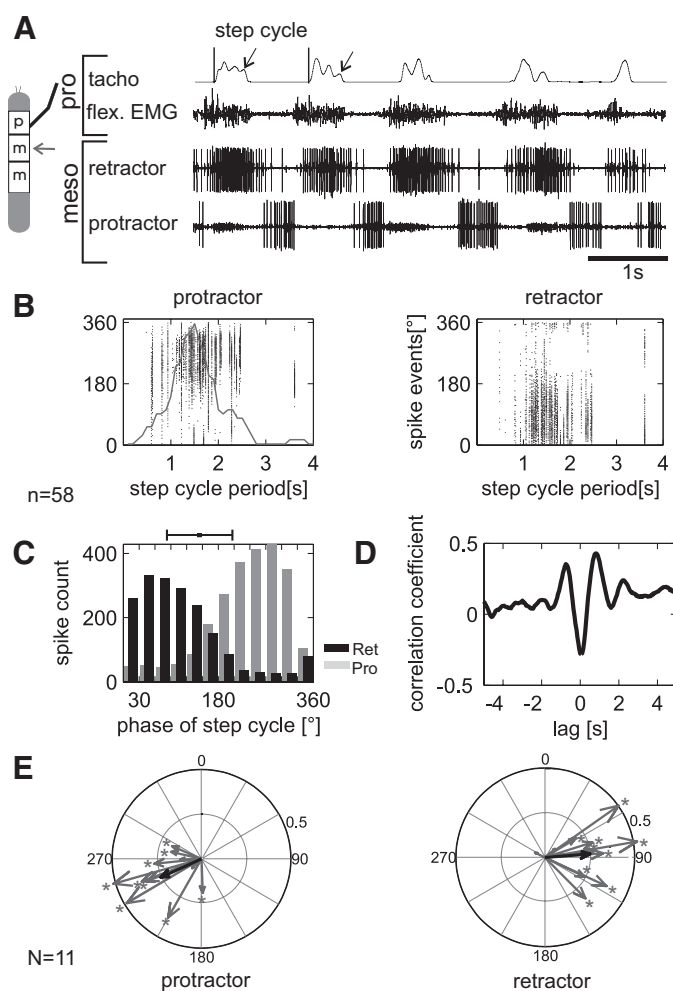 A
step cycle
pro
tacho
flex. EMG
p
m
m
meso
retractor
protractor
1s
B
protractor
retractor
360
180
0
1 2 3 4
step cycle period[s]
spike events[°]
360
180
0
1 2 3 4
step cycle period[s]
n=58
C
spike count
400
200
0
30 180 360
phase of step cycle [°]
Ret
Pro
D
correlation coefficient
0.5
0
-0.5
-4 -2 0 2 4
lag [s]
E
0
0.5
270
90
180
protractor
0
0.5
270
90
180
retractor
N=11